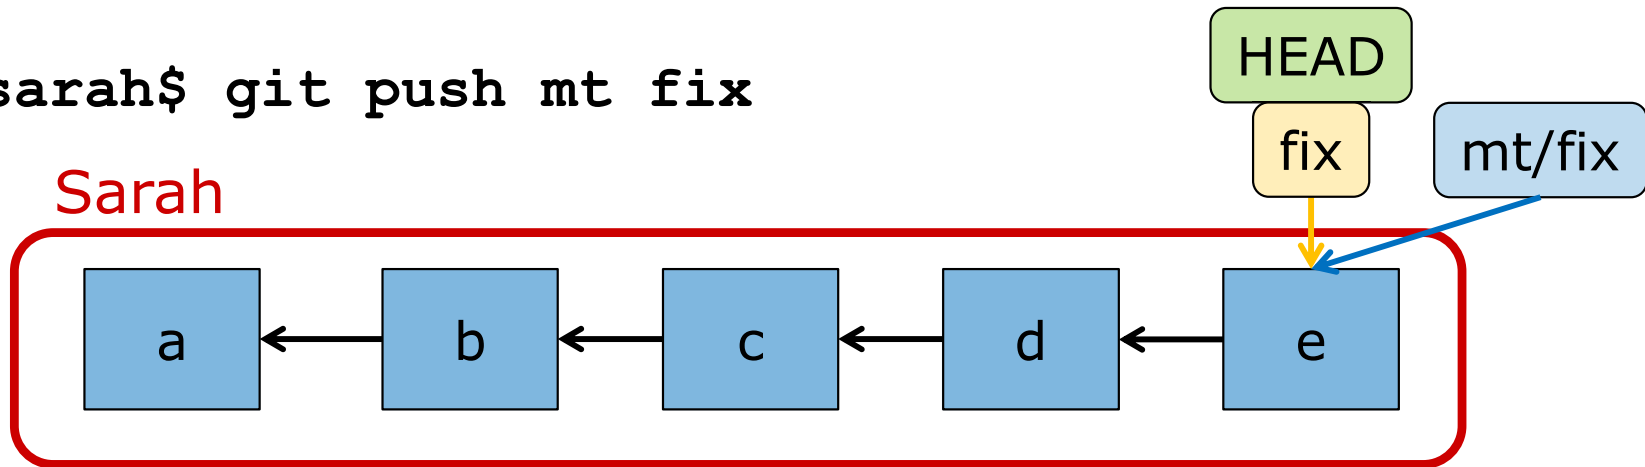 HEAD
sarah$ git push mt fix
fix
mt/fix
Sarah
a b c d e